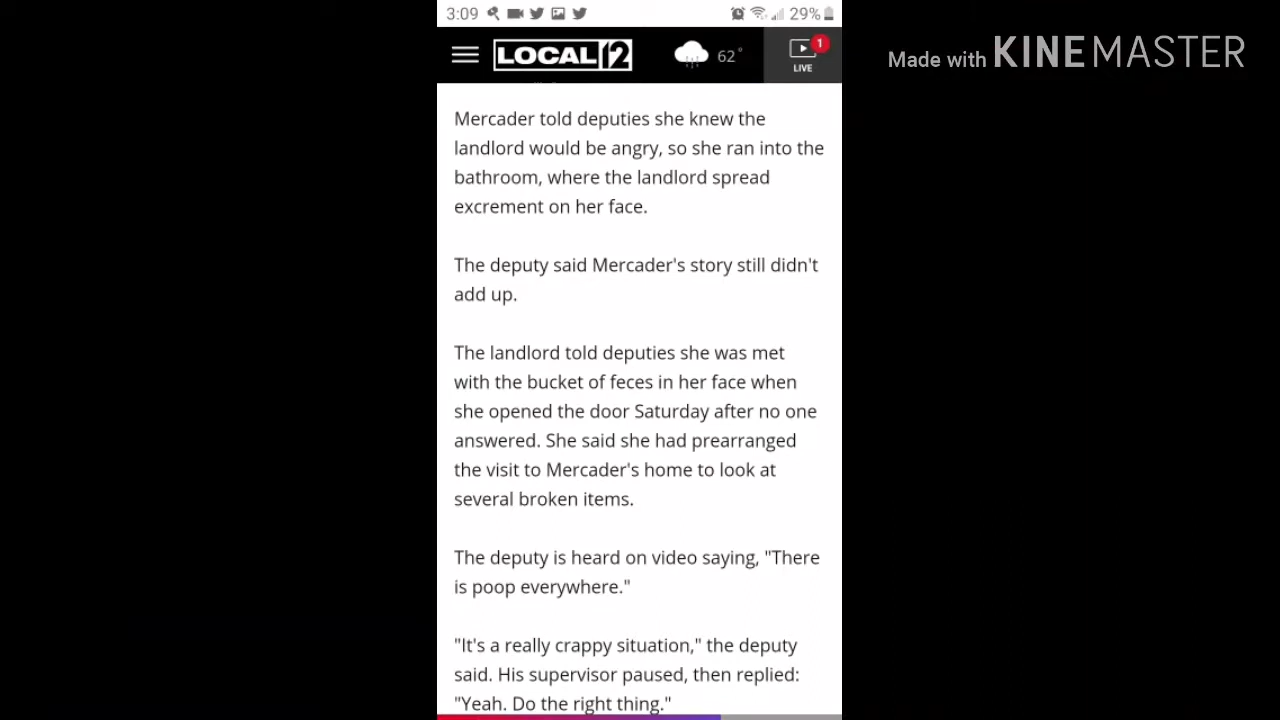 3:09
29%
LOCAL 12
62°
1
LIVE
Made with KINEMASTER
Mercader told deputies she knew the
landlord would be angry, so she ran into the
bathroom, where the landlord spread
excrement on her face.
The deputy said Mercader's story still didn't
add up.
The landlord told deputies she was met
with the bucket of feces in her face when
she opened the door Saturday after no one
answered. She said she had prearranged
the visit to Mercader's home to look at
several broken items.
The deputy is heard on video saying, "There
is poop everywhere."
"It's a really crappy situation," the deputy
said. His supervisor paused, then replied:
"Yeah. Do the right thing."